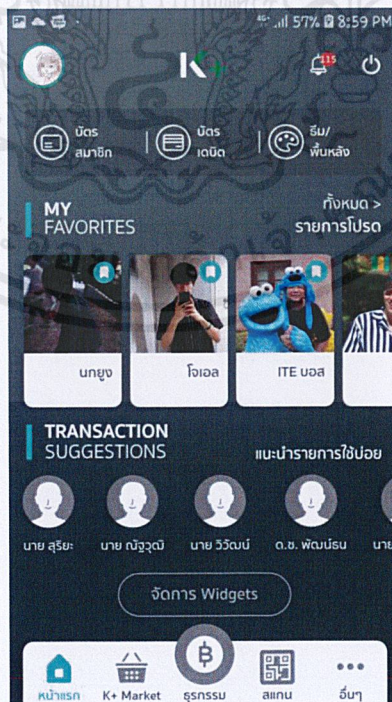 4G+ 57% 8:59 PM
K+
115
บัตร
สมาชิก
บัตร
เดบิต
ธีม/
พื้นหลัง
MY
FAVORITES
ทั้งหมด >
รายการโปรด
นกยูง
โจเอล
ITE บอส
TRANSACTION
SUGGESTIONS
แนะนำรายการใช้บ่อย
นาย สุริยะ
นาย ณัฐวุฒิ
นาย วิวัฒน์
ด.ช. พัฒน์ธน
นาย
จัดการ Widgets
หน้าแรก
K+ Market
ธุรกรรม
สแกน
อื่นๆ